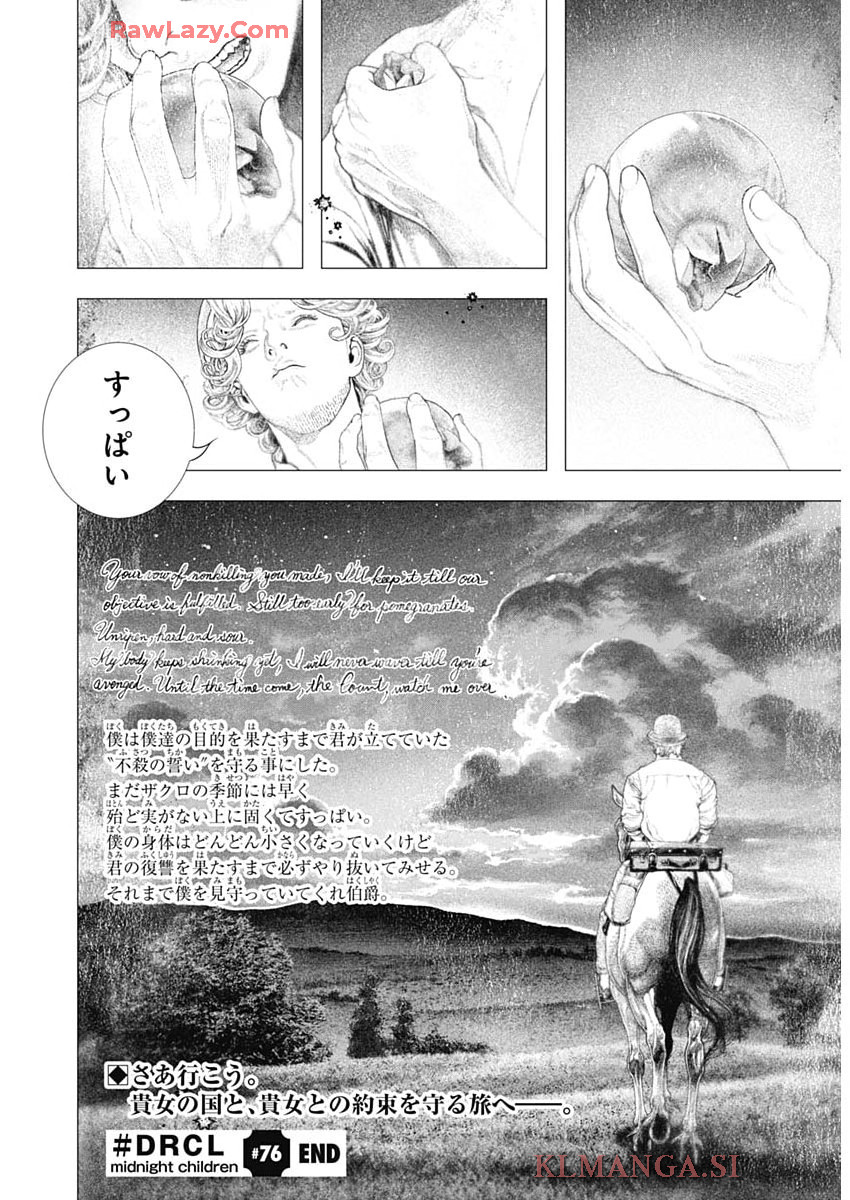 RawLazy.Com
すっぱい
Your vow of nonkilling you made, I'll keep it till our
objective is fulfilled. Still too early for pomegranates.
Unripen, hard and sour.
My body keeps shrinking yet, I will never waver till you're
avenged. Until the time come, the Count, watch me over
僕は僕達の目的を果たすまで君が立てていた
〝不殺の誓い〟を守る事にした。
まだザクロの季節には早く
殆ど実がない上に固くてすっぱい。
僕の身体はどんどん小さくなっていくけど
君の復讐を果たすまで必ずやり抜いてみせる。
それまで僕を見守っていてくれ伯爵。
◆さあ行こう。
貴女の国と、貴女との約束を守る旅へ――。
#DRCL
midnight children
#76
END
KLMANGA.SI